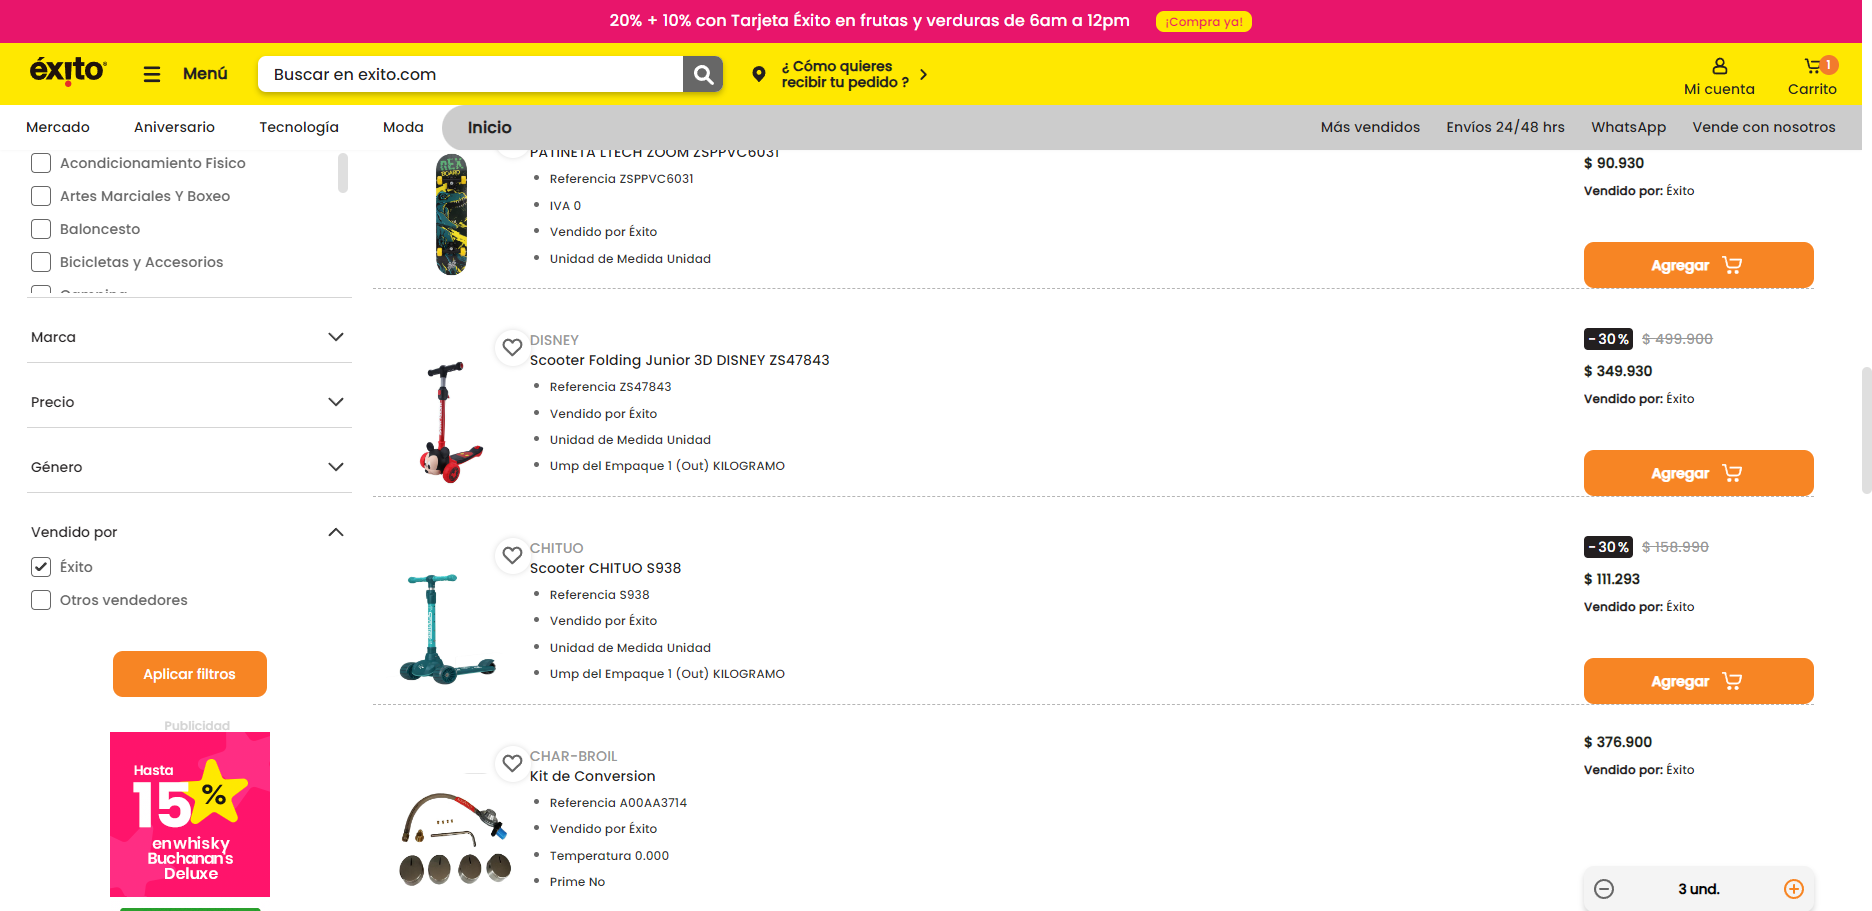 20% + 10% con Tarjeta Éxito en frutas y verduras de 6am a 12pm
¡Compra ya!
éxito
Menú
Buscar en exito.com
¿ Cómo quieres
recibir tu pedido ?
Mi cuenta
1
Carrito
Mercado
Aniversario
Tecnología
Moda
Inicio
Más vendidos
Envíos 24/48 hrs
WhatsApp
Vende con nosotros
Acondicionamiento Fisico
Artes Marciales Y Boxeo
Baloncesto
Bicicletas y Accesorios
Camping
Marca
Precio
Género
Vendido por
Éxito
Otros vendedores
Aplicar filtros
Publicidad
Hasta
15%
en whisky
Buchanan's
Deluxe
REX
BOARD
PATINETA LTECH ZOOM ZSPPVC6031
Referencia ZSPPVC6031
IVA 0
Vendido por Éxito
Unidad de Medida Unidad
$ 90.930
Vendido por: Éxito
Agregar
DISNEY
Scooter Folding Junior 3D DISNEY ZS47843
Referencia ZS47843
Vendido por Éxito
Unidad de Medida Unidad
Ump del Empaque 1 (Out) KILOGRAMO
-30% $ 499.900
$ 349.930
Vendido por: Éxito
Agregar
CHITUO
Scooter CHITUO S938
Referencia S938
Vendido por Éxito
Unidad de Medida Unidad
Ump del Empaque 1 (Out) KILOGRAMO
-30% $ 158.990
$ 111.293
Vendido por: Éxito
Agregar
CHAR-BROIL
Kit de Conversion
Referencia A00AA3714
Vendido por Éxito
Temperatura 0.000
Prime No
$ 376.900
Vendido por: Éxito
3 und.